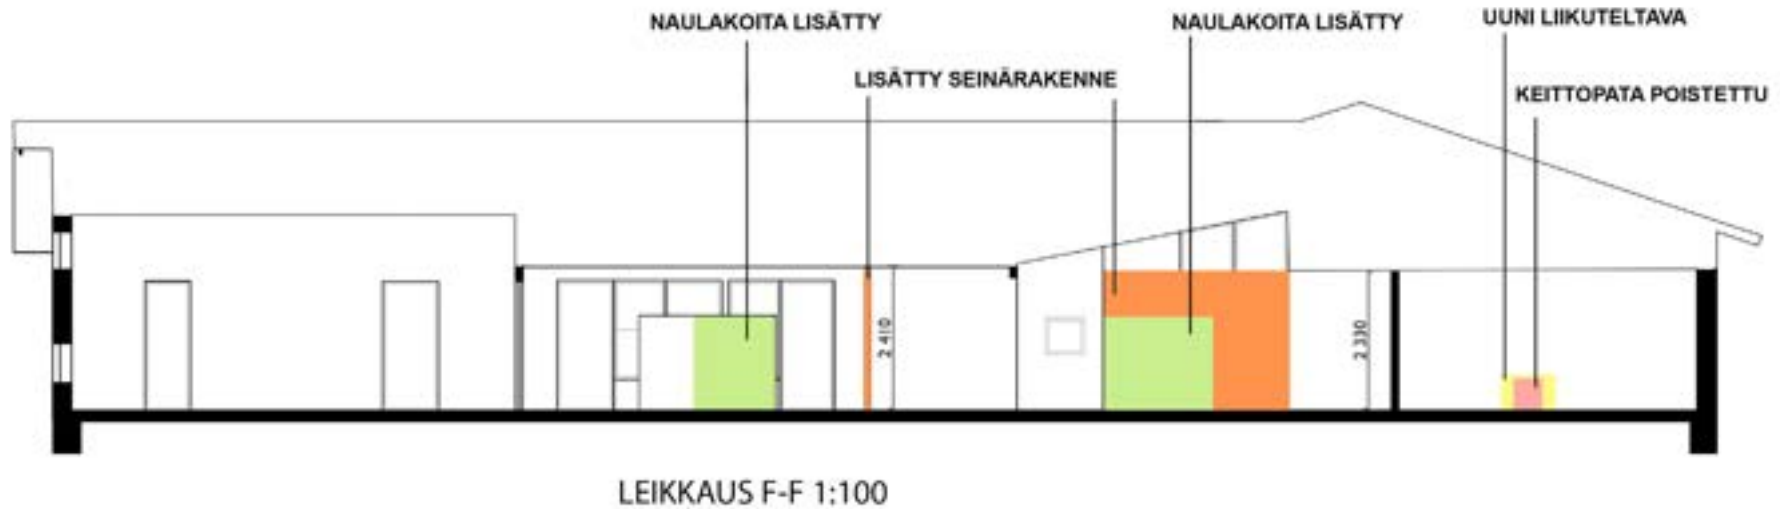 NAULAKOITA LISÄTTY
NAULAKOITA LISÄTTY
UUNI LIIKUTELTAVA
LISÄTTY SEINÄRAKENNE
KEITTOPATA POISTETTU
2 410
2 330
LEIKKAUS F-F 1:100